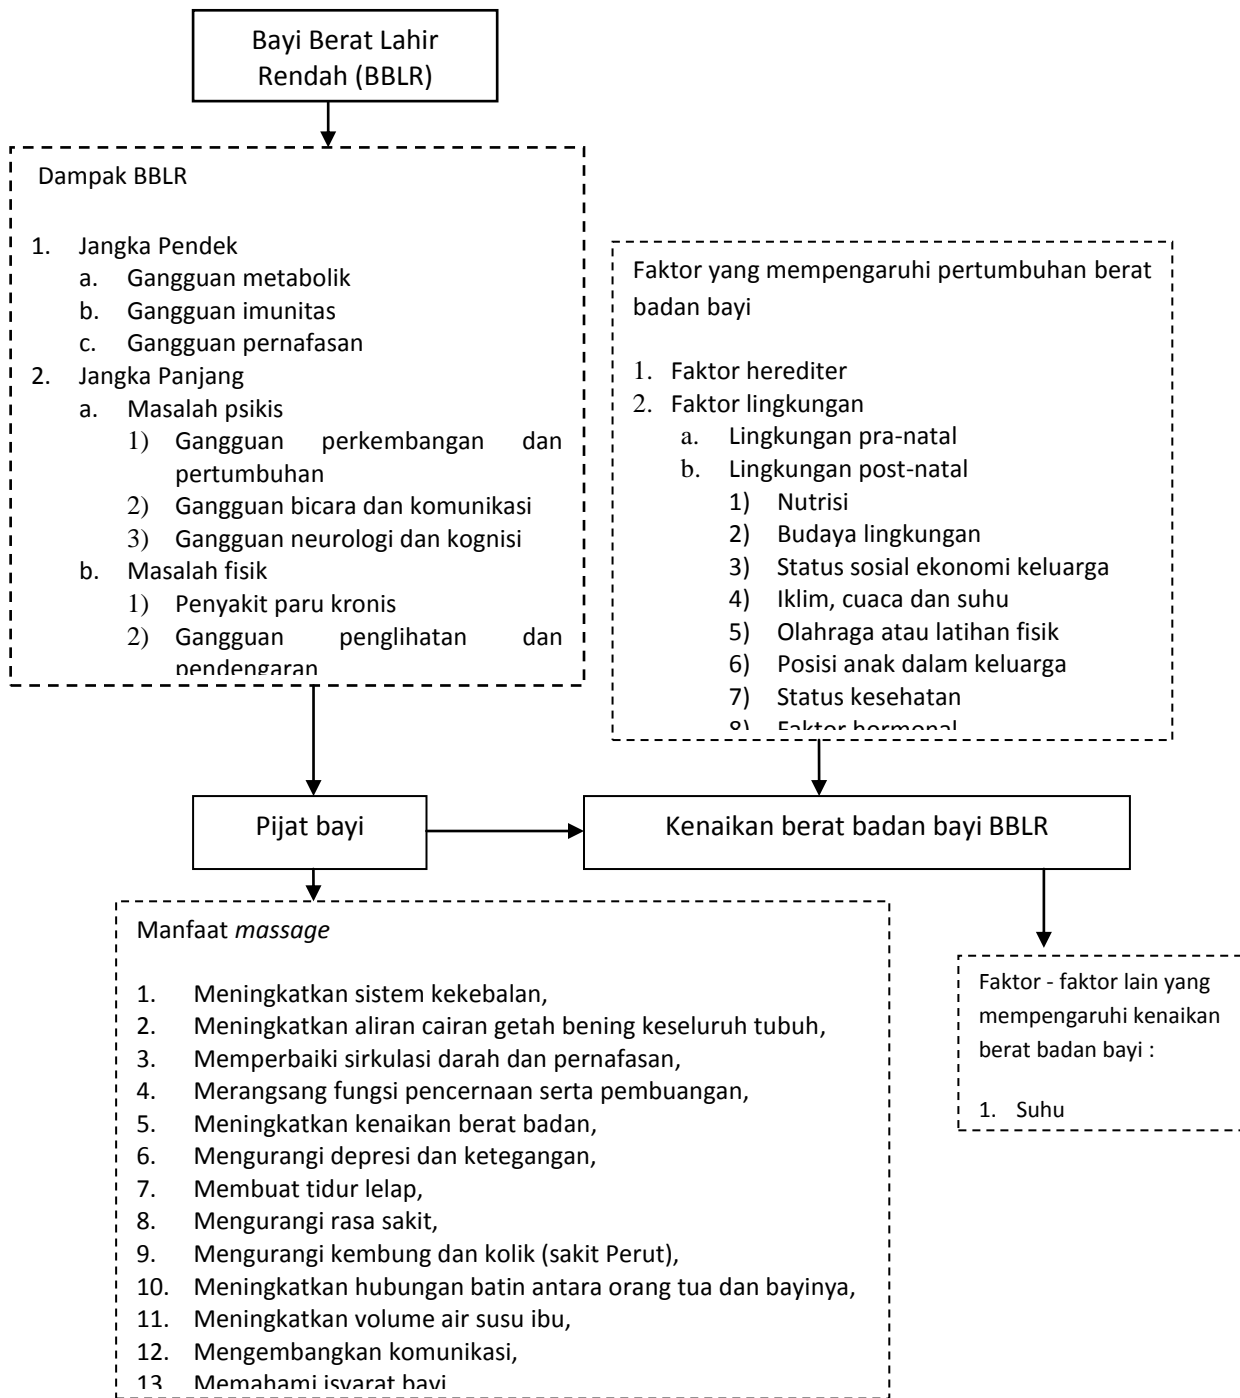 Bayi Berat Lahir
Rendah (BBLR)
Dampak BBLR
1. Jangka Pendek
a. Gangguan metabolik
b. Gangguan imunitas
c. Gangguan pernafasan
2. Jangka Panjang
a. Masalah psikis
1) Gangguan perkembangan dan
pertumbuhan
2) Gangguan bicara dan komunikasi
3) Gangguan neurologi dan kognisi
b. Masalah fisik
1) Penyakit paru kronis
2) Gangguan penglihatan dan
pendengaran
Faktor yang mempengaruhi pertumbuhan berat
badan bayi
1. Faktor herediter
2. Faktor lingkungan
a. Lingkungan pra-natal
b. Lingkungan post-natal
1) Nutrisi
2) Budaya lingkungan
3) Status sosial ekonomi keluarga
4) Iklim, cuaca dan suhu
5) Olahraga atau latihan fisik
6) Posisi anak dalam keluarga
7) Status kesehatan
8) Faktor hormonal
Pijat bayi
Kenaikan berat badan bayi BBLR
Manfaat massage
1. Meningkatkan sistem kekebalan,
2. Meningkatkan aliran cairan getah bening keseluruh tubuh,
3. Memperbaiki sirkulasi darah dan pernafasan,
4. Merangsang fungsi pencernaan serta pembuangan,
5. Meningkatkan kenaikan berat badan,
6. Mengurangi depresi dan ketegangan,
7. Membuat tidur lelap,
8. Mengurangi rasa sakit,
9. Mengurangi kembung dan kolik (sakit Perut),
10. Meningkatkan hubungan batin antara orang tua dan bayinya,
11. Meningkatkan volume air susu ibu,
12. Mengembangkan komunikasi,
13. Memahami isyarat bayi
Faktor - faktor lain yang
mempengaruhi kenaikan
berat badan bayi :
1. Suhu